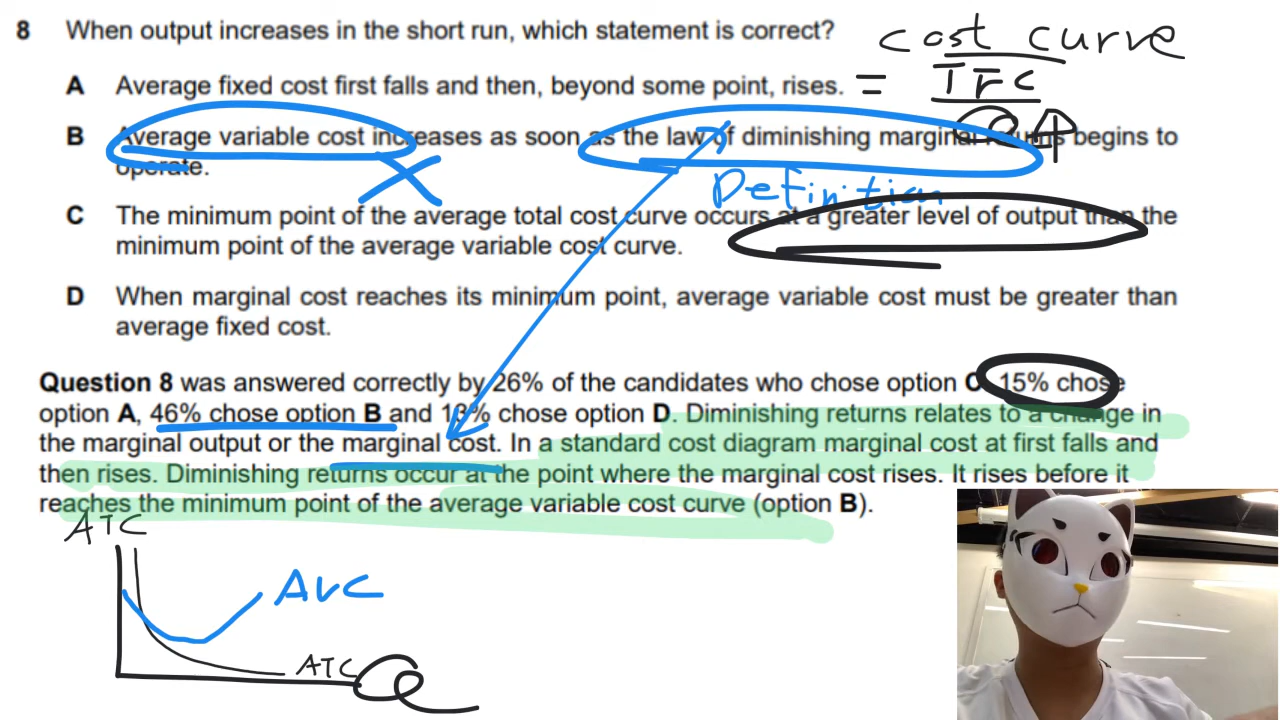 8 When output increases in the short run, which statement is correct?
cost curve
A Average fixed cost first falls and then, beyond some point, rises. = TFC
Q↑
B Average variable cost increases as soon as the law of diminishing marginal returns begins to
operate.
Definition
C The minimum point of the average total cost curve occurs at a greater level of output than the
minimum point of the average variable cost curve.
D When marginal cost reaches its minimum point, average variable cost must be greater than
average fixed cost.
Question 8 was answered correctly by 26% of the candidates who chose option C. 15% chose
option A, 46% chose option B and 13% chose option D. Diminishing returns relates to a change in
the marginal output or the marginal cost. In a standard cost diagram marginal cost at first falls and
then rises. Diminishing returns occur at the point where the marginal cost rises. It rises before it
reaches the minimum point of the average variable cost curve (option B).
ATC
AVC
ATC Q